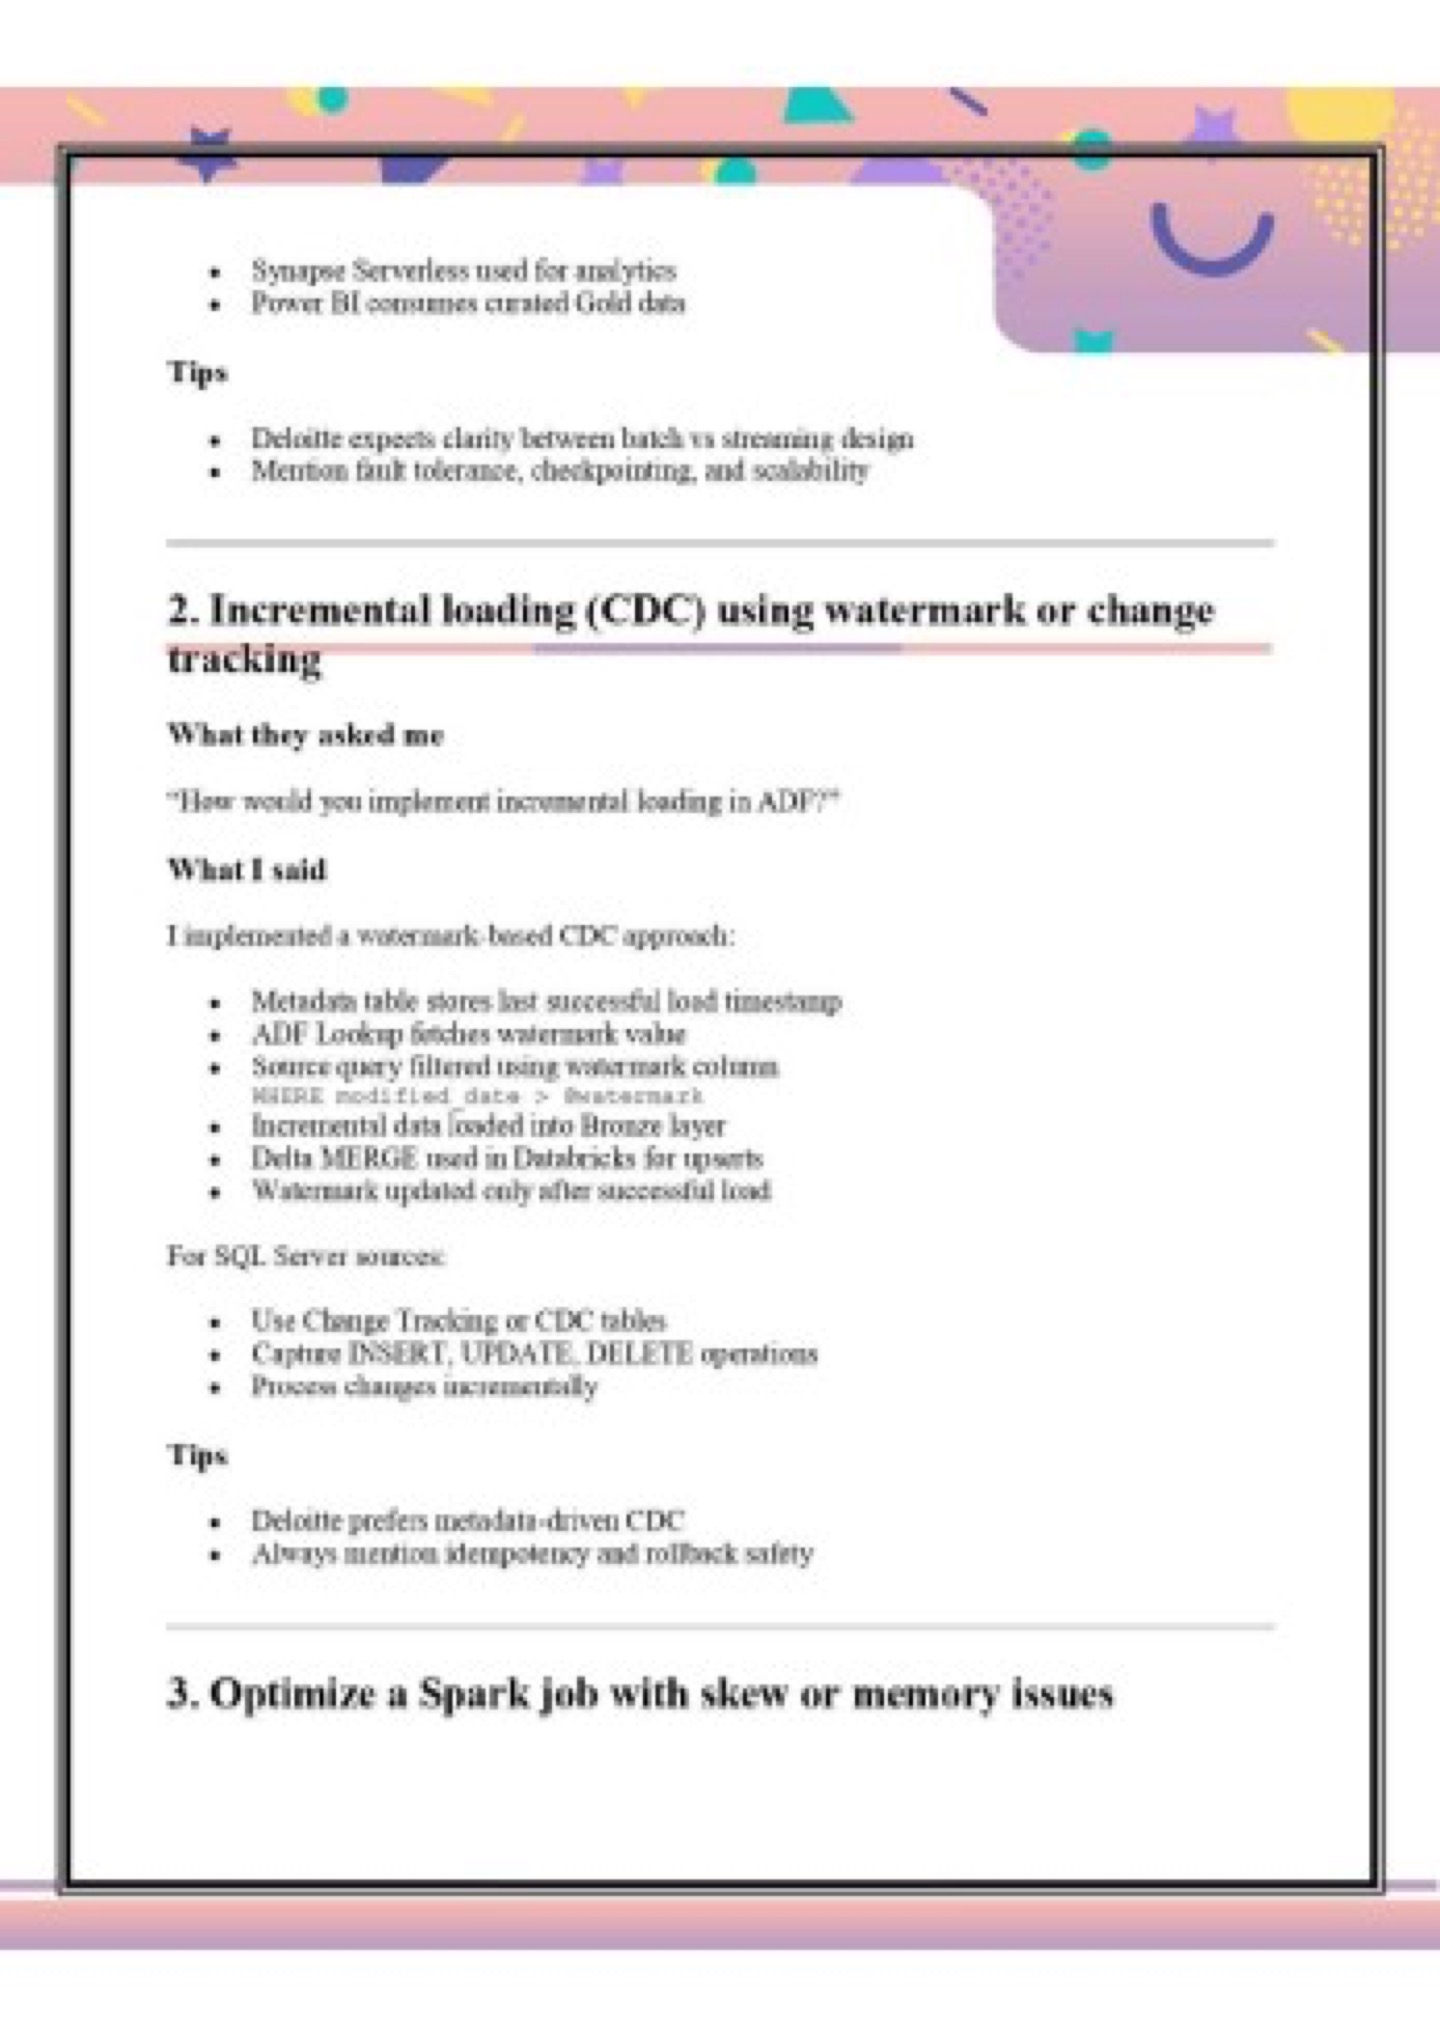 • Synapse Serverless used for analytics
• Power BI consumes curated Gold data
Tips
• Deloitte expects clarity between batch vs streaming design
• Mention fault tolerance, checkpointing, and scalability
2. Incremental loading (CDC) using watermark or change
tracking
What they asked me
“How would you implement incremental loading in ADF?”
What I said
I implemented a watermark-based CDC approach:
• Metadata table stores last successful load timestamp
• ADF Lookup fetches watermark value
• Source query filtered using watermark column
WHERE modified_date > @watermark
• Incremental data loaded into Bronze layer
• Delta MERGE used in Databricks for upserts
• Watermark updated only after successful load
For SQL Server sources:
• Use Change Tracking or CDC tables
• Capture INSERT, UPDATE, DELETE operations
• Process changes incrementally
Tips
• Deloitte prefers metadata-driven CDC
• Always mention idempotency and rollback safety
3. Optimize a Spark job with skew or memory issues